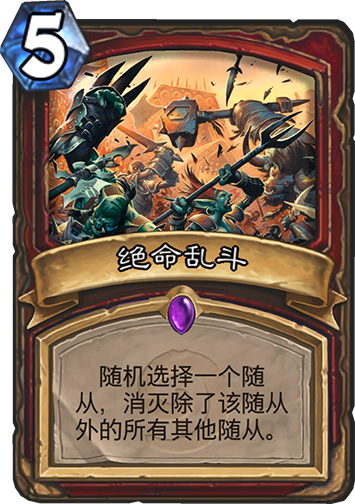 5
绝命乱斗
随机选择一个随
从，消灭除了该随从
外的所有其他随从。